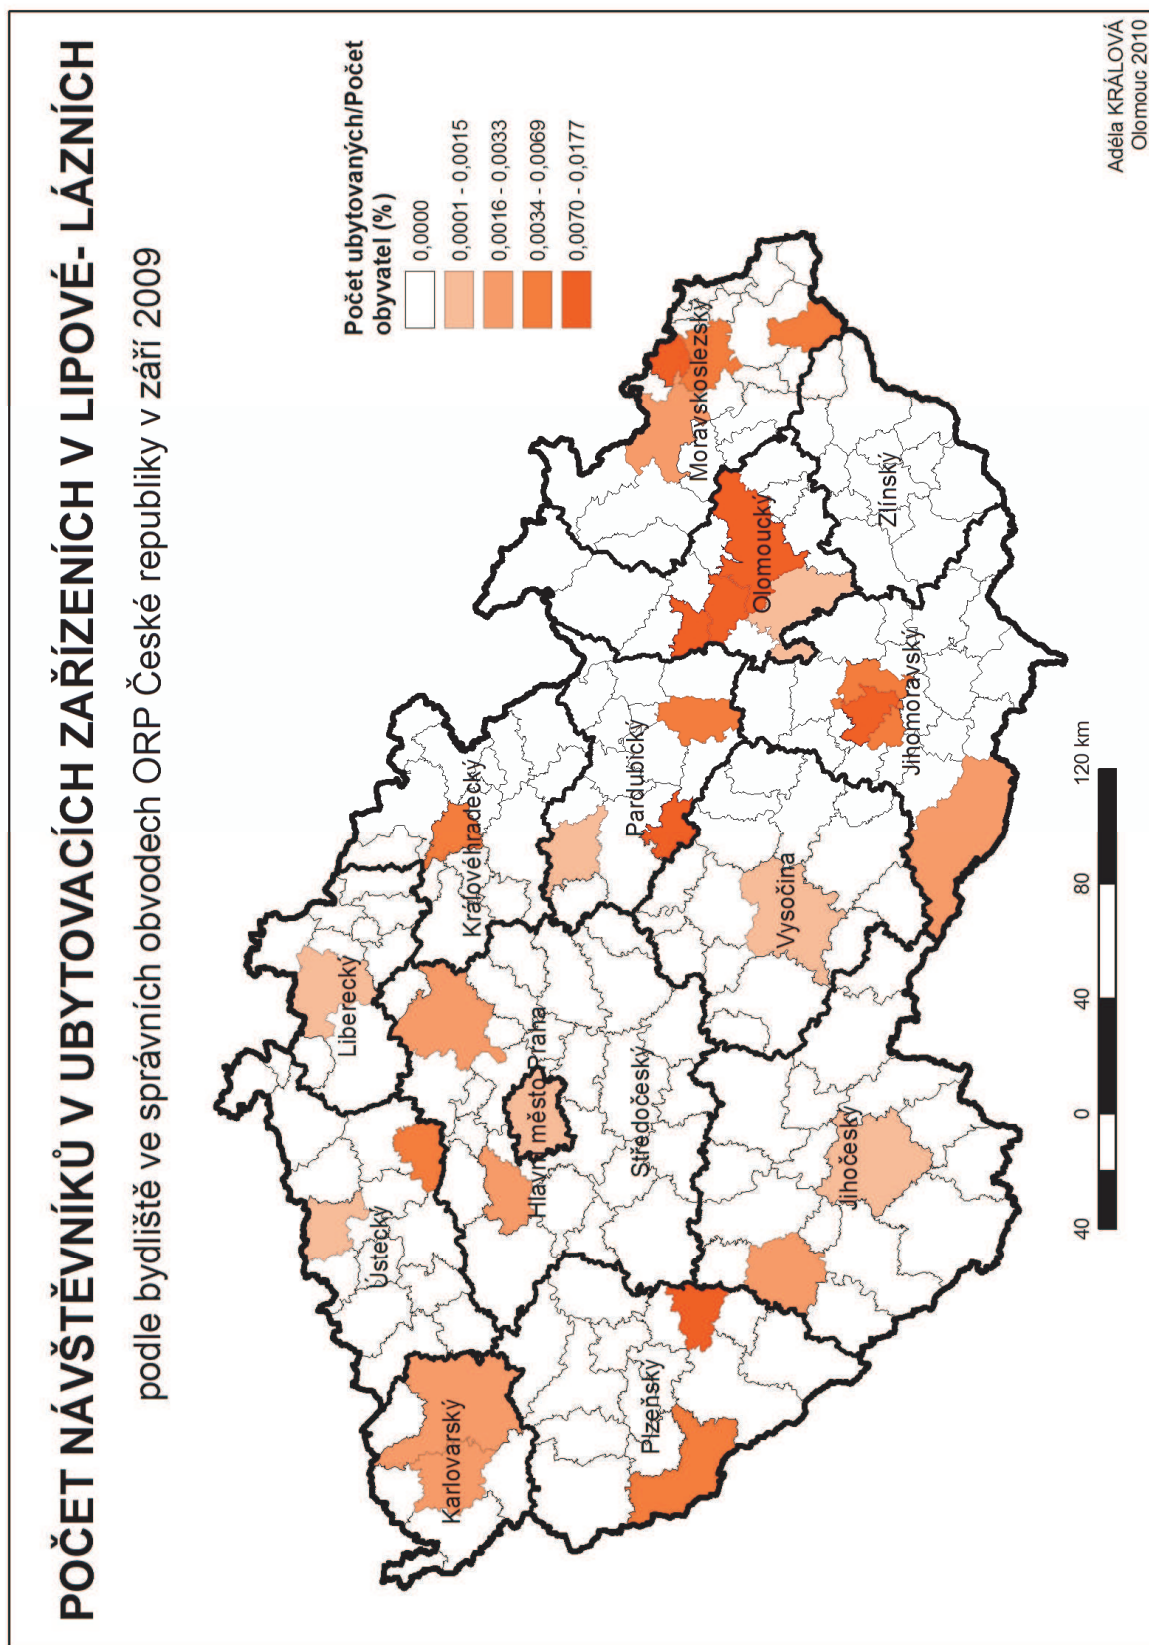 POČET NÁVŠTĚVNÍKŮ V UBYTOVACÍCH ZAŘÍZENÍCH V LIPOVÉ- LÁZNÍCH
podle bydliště ve správních obvodech ORP České republiky v září 2009
Počet ubytovaných/Počet
obyvatel (%)
0,0000
0,0001 - 0,0015
0,0016 - 0,0033
0,0034 - 0,0069
0,0070 - 0,0177
Liberecký
Ústecký
Karlovarský
Královéhradecký
Hlavní město Praha
Pardubický
Středočeský
Plzeňský
Moravskoslezský
Olomoucký
Vysočina
Jihočeský
Zlínský
Jihomoravský
40 0 40 80 120 km
Adéla KRÁLOVÁ
Olomouc 2010